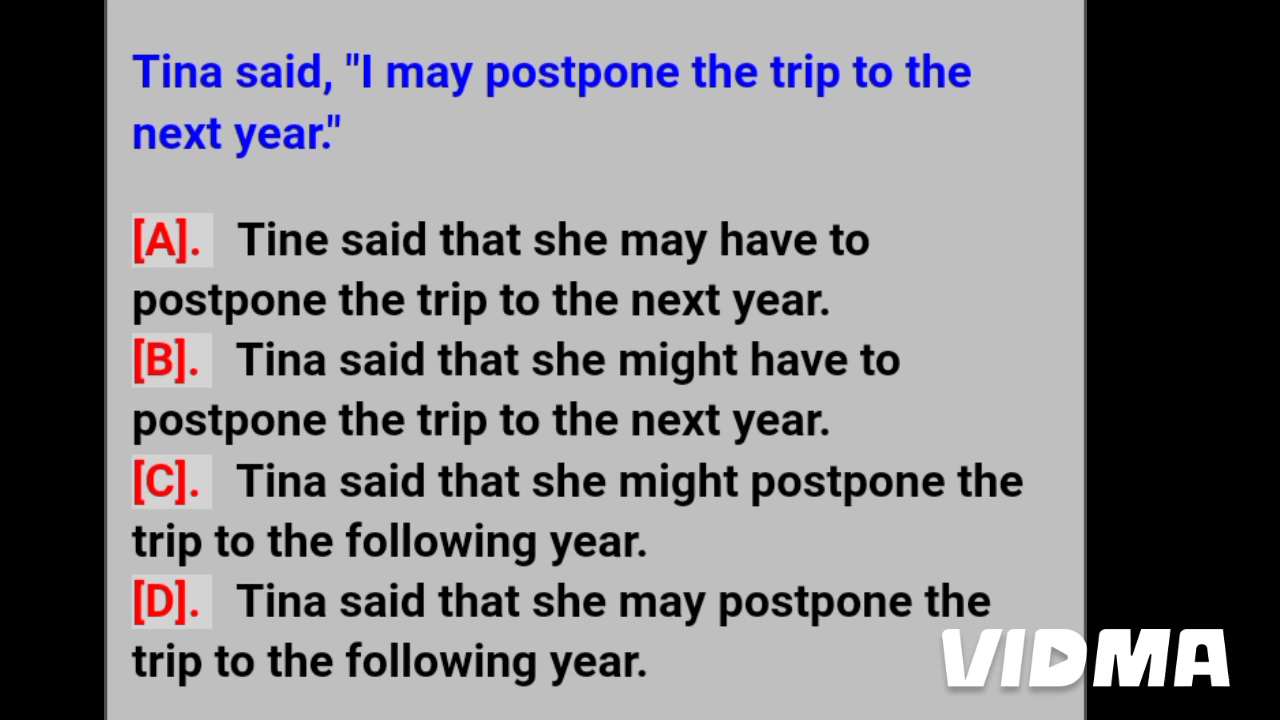 Tina said, "I may postpone the trip to the
next year."
[A]. Tine said that she may have to
postpone the trip to the next year.
[B]. Tina said that she might have to
postpone the trip to the next year.
[C]. Tina said that she might postpone the
trip to the following year.
[D]. Tina said that she may postpone the
trip to the following year.
VIDMA